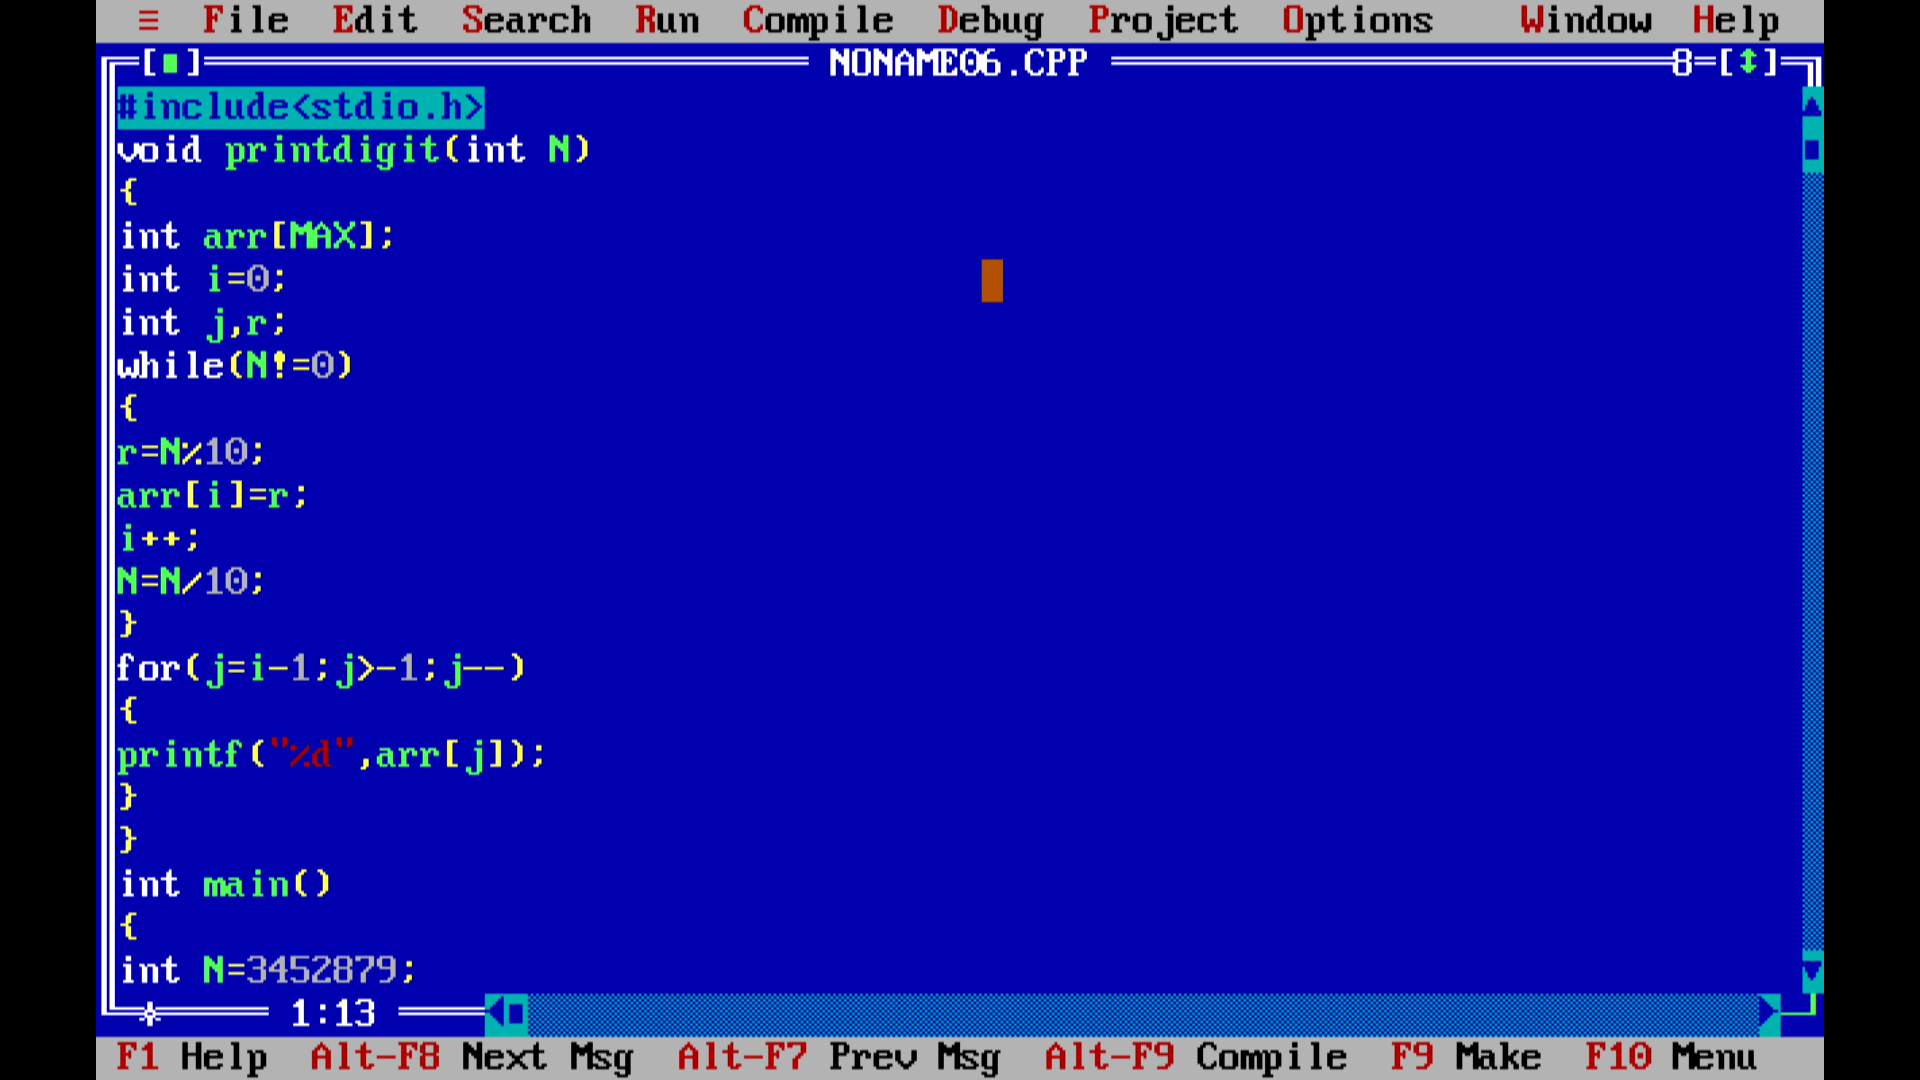 ≡ File Edit Search Run Compile Debug Project Options Window Help
[■] NONAME06.CPP 8=[↕]
#include<stdio.h>
void printdigit(int N)
{
int arr[MAX];
int i=0;
int j,r;
while(N!=0)
{
r=N%10;
arr[i]=r;
i++;
N=N/10;
}
for(j=i-1;j>-1;j--)
{
printf("%d",arr[j]);
}
}
int main()
{
int N=3452879;
1:13
F1 Help Alt-F8 Next Msg Alt-F7 Prev Msg Alt-F9 Compile F9 Make F10 Menu